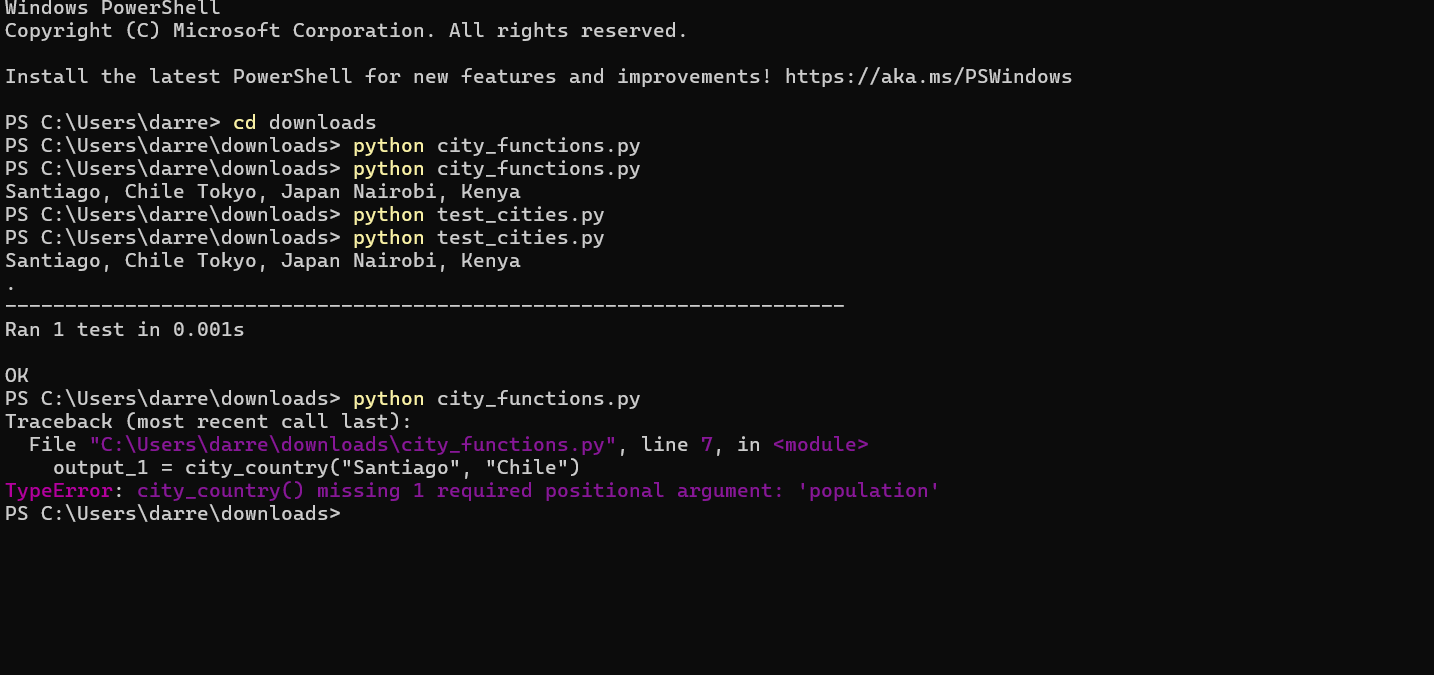 Windows PowerShell
Copyright (C) Microsoft Corporation. All rights reserved.
Install the latest PowerShell for new features and improvements! https://aka.ms/PSWindows
PS C:\Users\darre> cd downloads
PS C:\Users\darre\downloads> python city_functions.py
PS C:\Users\darre\downloads> python city_functions.py
Santiago, Chile Tokyo, Japan Nairobi, Kenya
PS C:\Users\darre\downloads> python test_cities.py
PS C:\Users\darre\downloads> python test_cities.py
Santiago, Chile Tokyo, Japan Nairobi, Kenya
.
----------------------------------------------------------------------
Ran 1 test in 0.001s
OK
PS C:\Users\darre\downloads> python city_functions.py
Traceback (most recent call last):
  File "C:\Users\darre\downloads\city_functions.py", line 7, in <module>
    output_1 = city_country("Santiago", "Chile")
TypeError: city_country() missing 1 required positional argument: 'population'
PS C:\Users\darre\downloads>